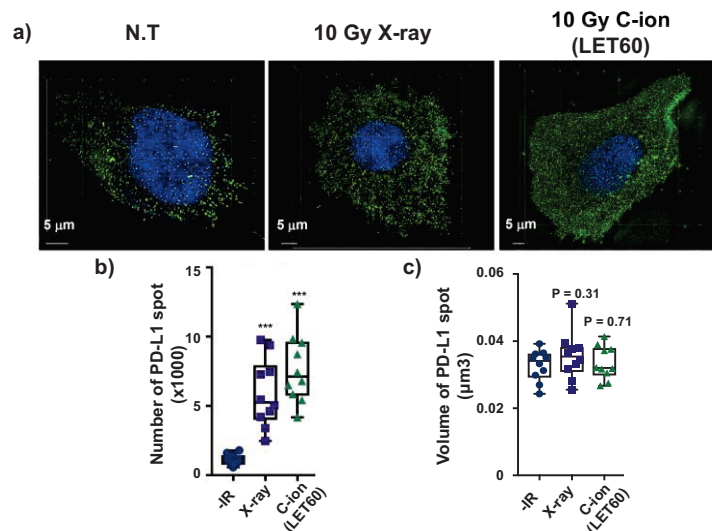 a)
N.T
10 Gy X-ray
10 Gy C-ion
(LET60)
5 μm
5 μm
5 μm
b)
Number of PD-L1 spot
(x1000)
15
10
5
0
***
***
-IR
X-ray
C-ion
(LET60)
c)
Volume of PD-L1 spot
(μm3)
0.06
0.04
0.02
0.00
P = 0.31
P = 0.71
-IR
X-ray
C-ion
(LET60)